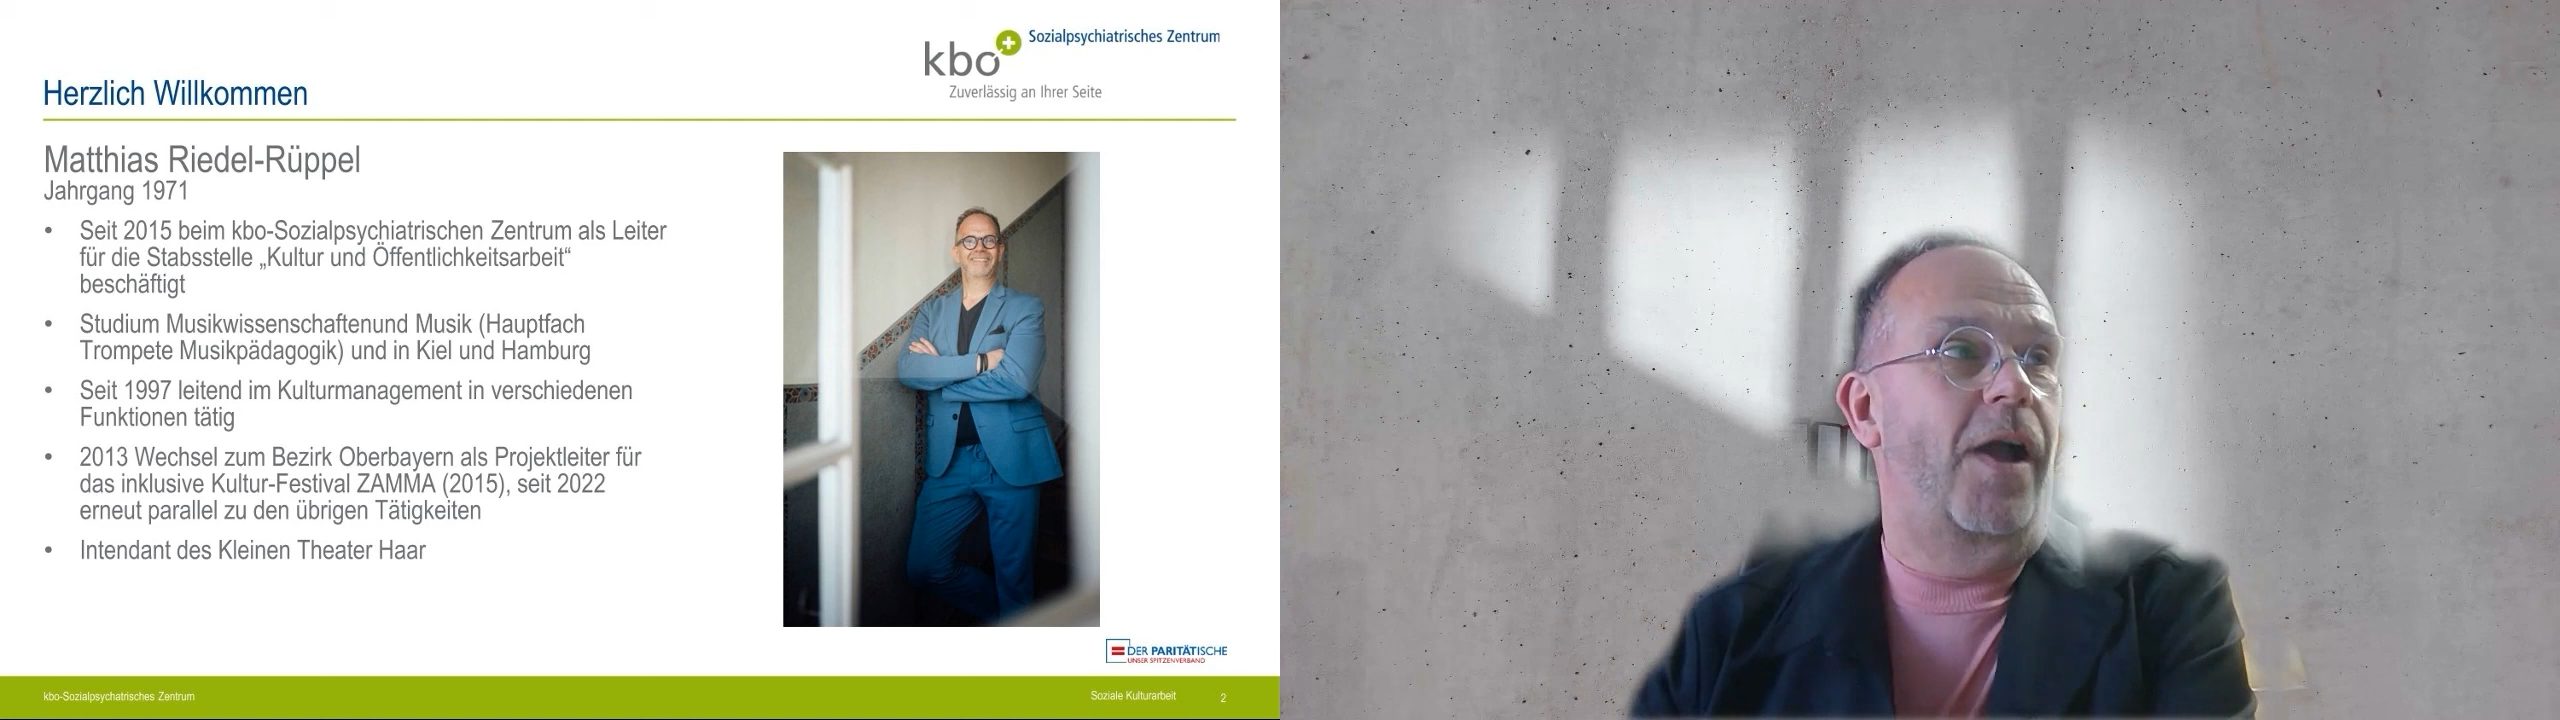 kbo Sozialpsychiatrisches Zentrum
Zuverlässig an Ihrer Seite
Herzlich Willkommen
Matthias Riedel-Rüppel
Jahrgang 1971
• Seit 2015 beim kbo-Sozialpsychiatrischen Zentrum als Leiter
für die Stabsstelle „Kultur und Öffentlichkeitsarbeit“
beschäftigt
• Studium Musikwissenschaftenund Musik (Hauptfach
Trompete Musikpädagogik) und in Kiel und Hamburg
• Seit 1997 leitend im Kulturmanagement in verschiedenen
Funktionen tätig
• 2013 Wechsel zum Bezirk Oberbayern als Projektleiter für
das inklusive Kultur-Festival ZAMMA (2015), seit 2022
erneut parallel zu den übrigen Tätigkeiten
• Intendant des Kleinen Theater Haar
DER PARITÄTISCHE
UNSER SPITZENVERBAND
kbo-Sozialpsychatrisches Zentrum
Soziale Kulturarbeit
2